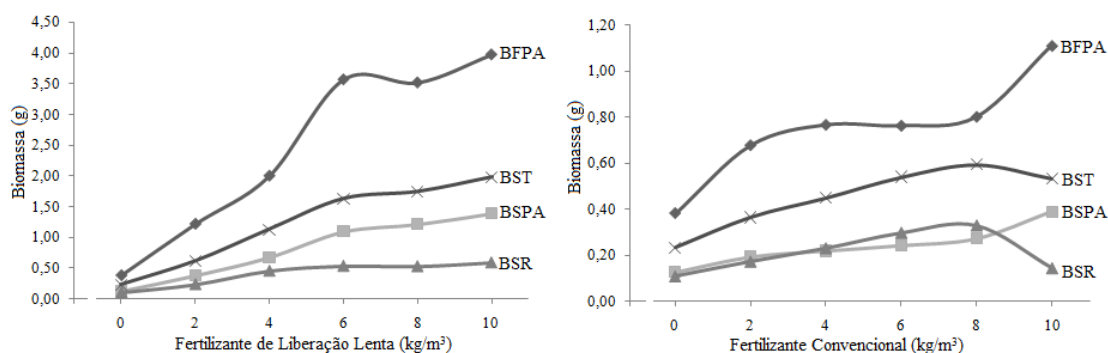 4,50
4,00
3,50
3,00
2,50
2,00
1,50
1,00
0,50
0,00
Biomassa (g)
BFPA
BST
BSPA
BSR
0 2 4 6 8 10
Fertilizante de Liberação Lenta (kg/m³)
1,20
1,00
0,80
0,60
0,40
0,20
0,00
Biomassa (g)
BFPA
BST
BSPA
BSR
0 2 4 6 8 10
Fertilizante Convencional (kg/m³)